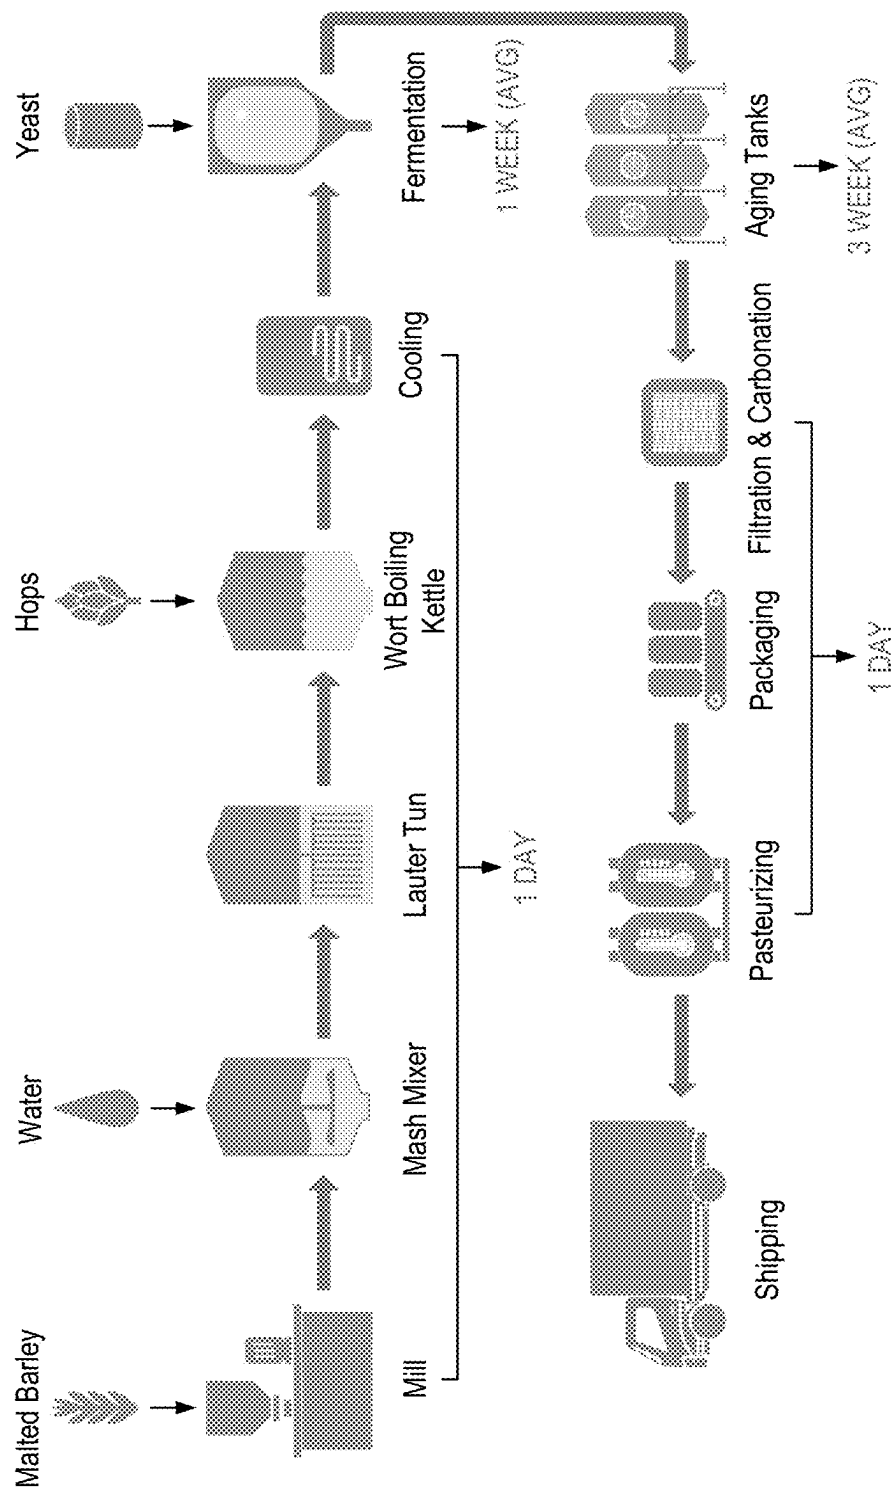 Malted Barley
Water
Hops
Yeast
Mill
Mash Mixer
Lauter Tun
Wort Boiling
Kettle
Cooling
Fermentation
1 DAY
1 WEEK (AVG)
Shipping
Pasteurizing
Packaging
Filtration & Carbonation
Aging Tanks
1 DAY
3 WEEK (AVG)